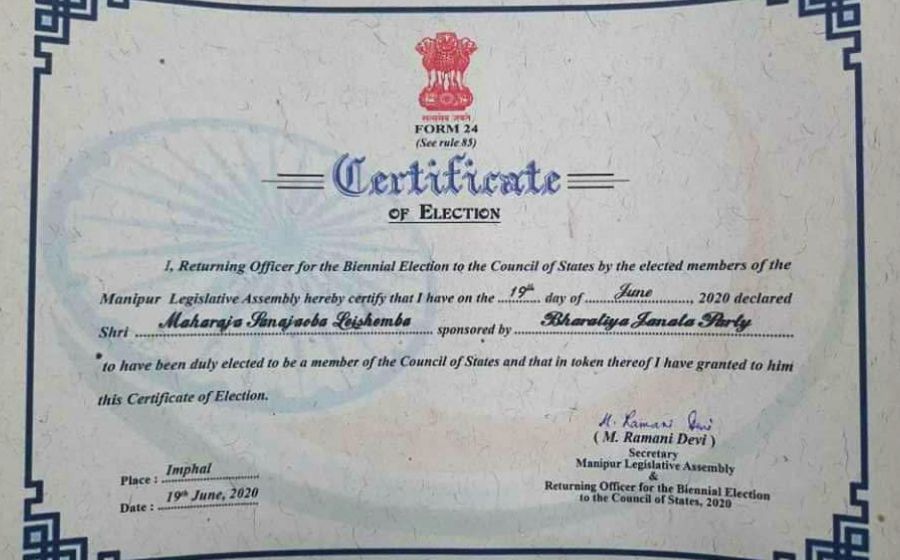 सत्यमेव जयते
FORM 24
(See rule 85)
Certificate
OF ELECTION
I, Returning Officer for the Biennial Election to the Council of States by the elected members of the
Manipur Legislative Assembly hereby certify that I have on the 19th day of June, 2020 declared
Shri Maharaja Sanajaoba Leishemba sponsored by Bharatiya Janata Party
to have been duly elected to be a member of the Council of States and that in token thereof I have granted to him
this Certificate of Election.
M. Ramani Devi
( M. Ramani Devi )
Secretary
Manipur Legislative Assembly
&
Returning Officer for the Biennial Election
to the Council of States, 2020
Place : Imphal
Date : 19th June, 2020